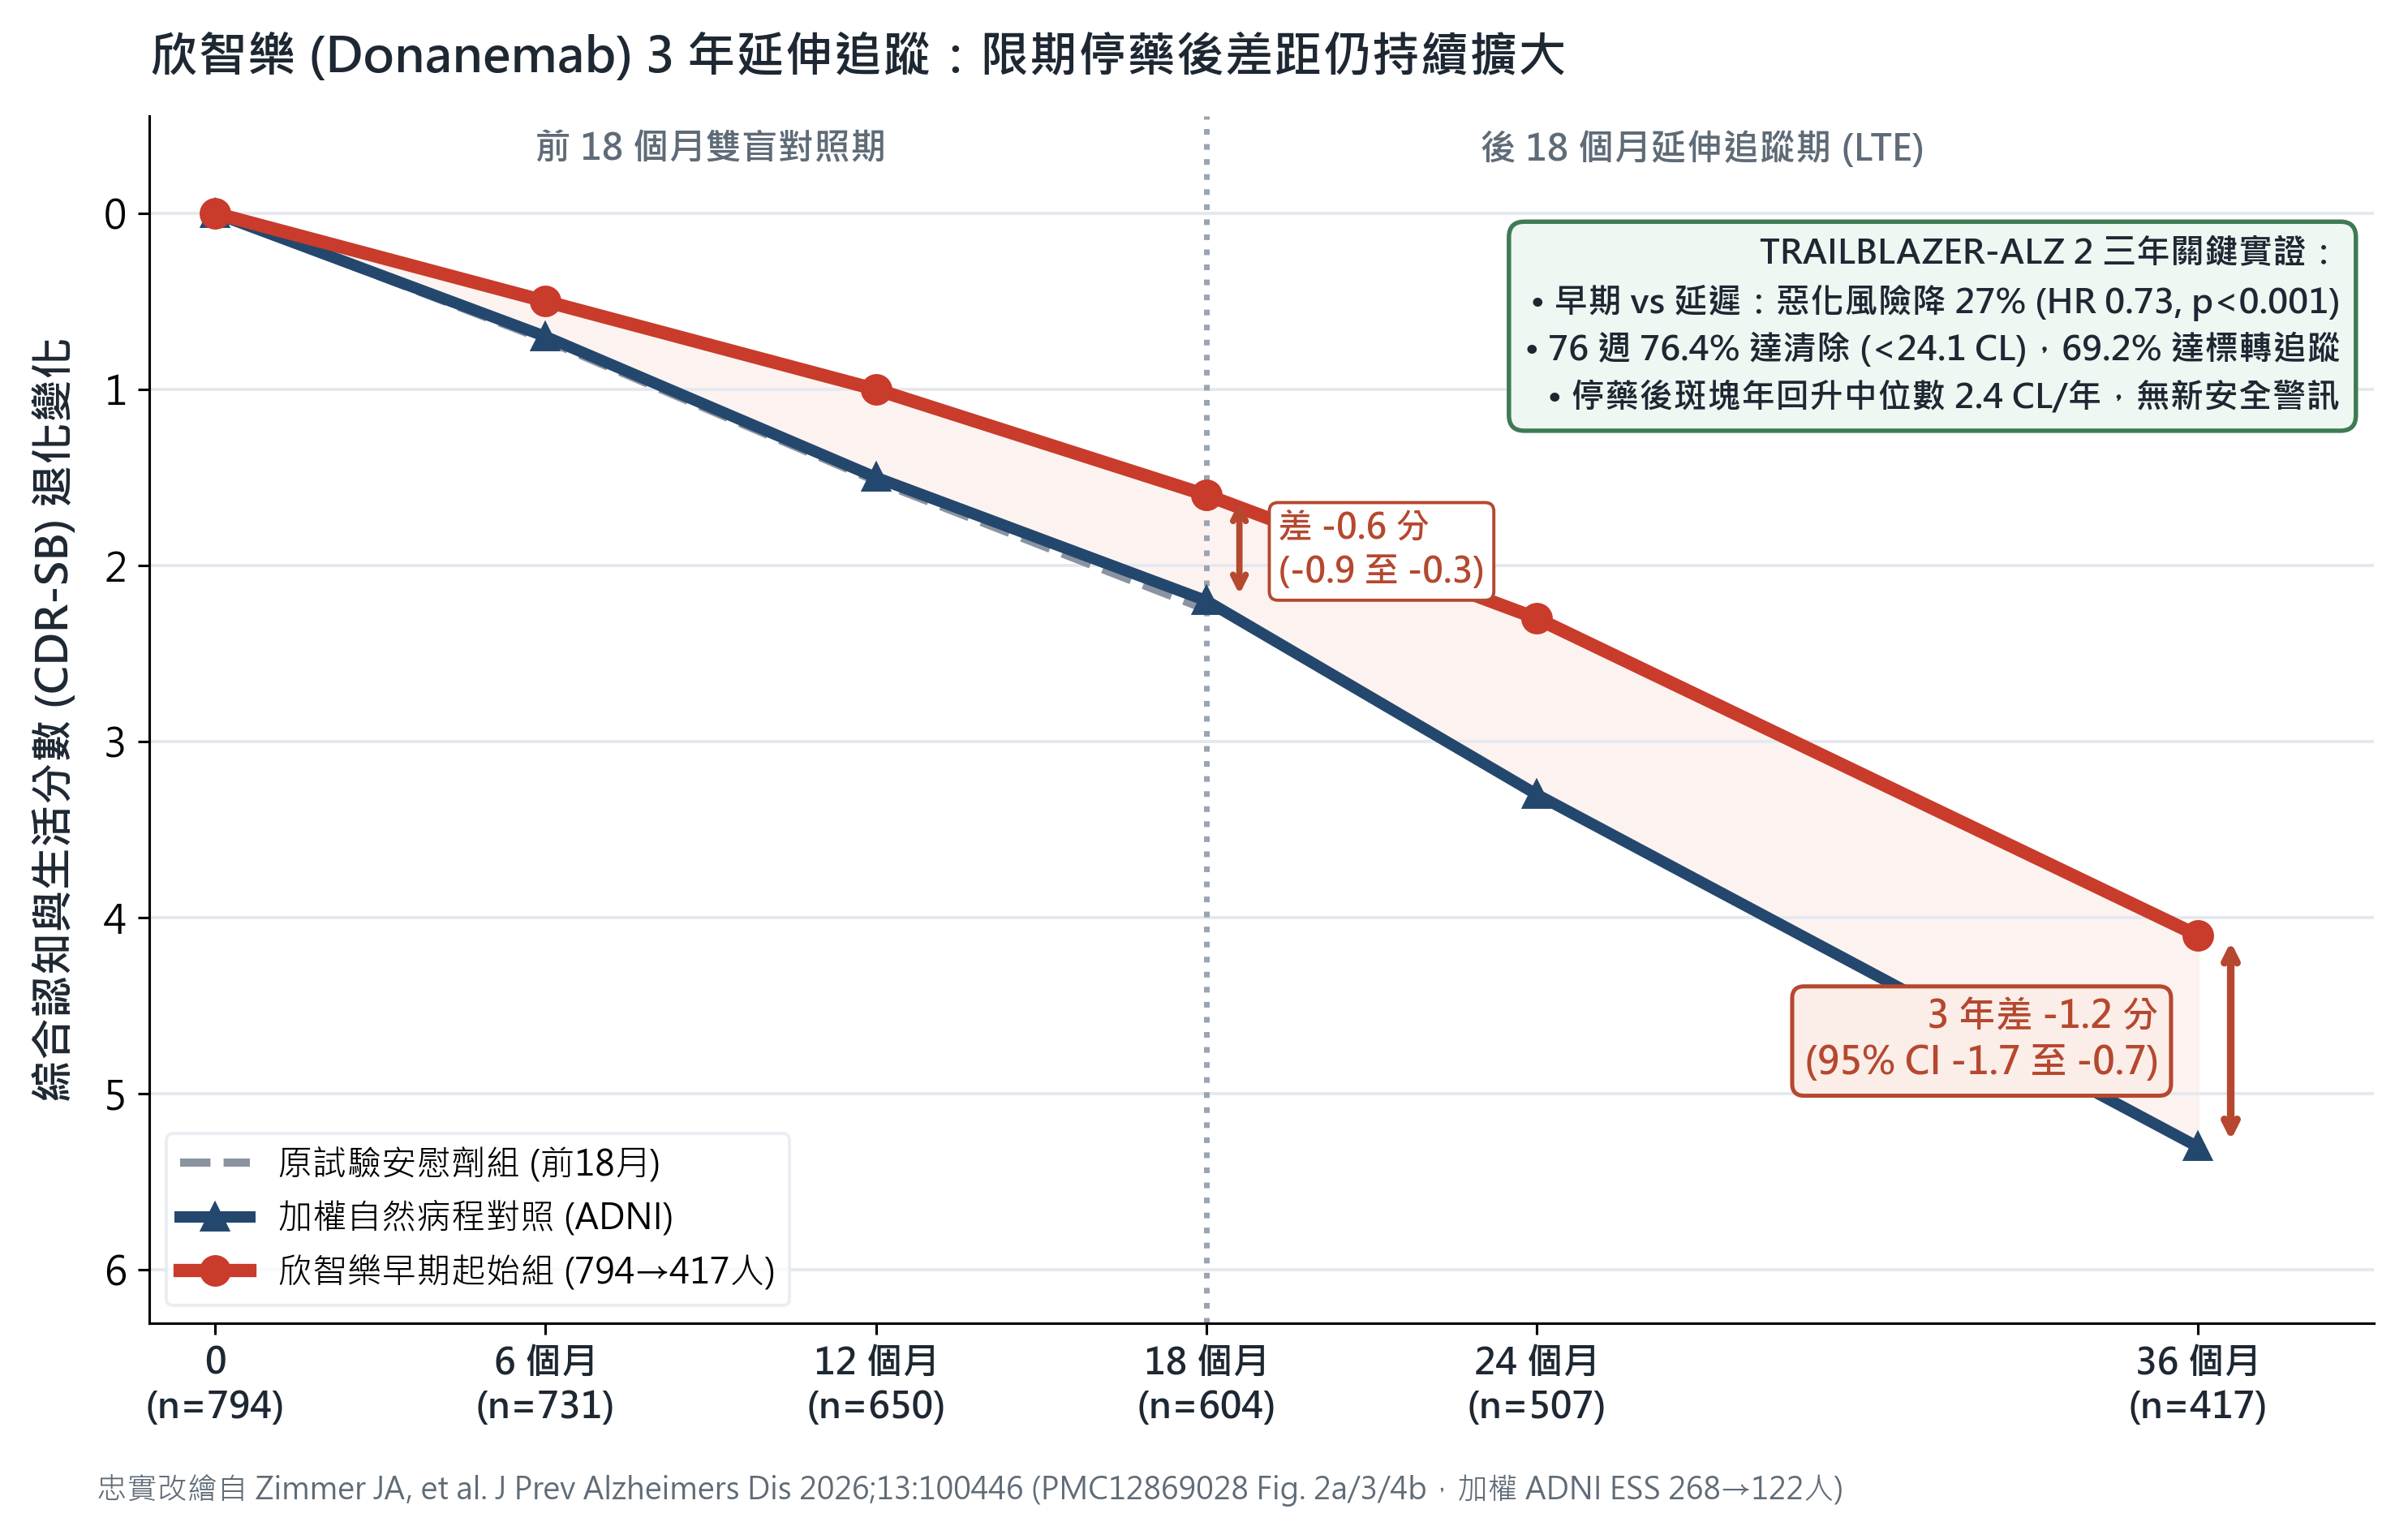 欣智樂 (Donanemab) 3 年延伸追蹤：限期停藥後差距仍持續擴大
前 18 個月雙盲對照期
後 18 個月延伸追蹤期 (LTE)
TRAILBLAZER-ALZ 2 三年關鍵實證：
• 早期 vs 延遲：惡化風險降 27% (HR 0.73, p<0.001)
• 76 週 76.4% 達清除 (<24.1 CL)，69.2% 達標轉追蹤
• 停藥後斑塊年回升中位數 2.4 CL/年，無新安全警訊
綜合認知與生活分數 (CDR-SB) 退化變化
0
1
2
3
4
5
6
差 -0.6 分
(-0.9 至 -0.3)
3 年差 -1.2 分
(95% CI -1.7 至 -0.7)
原試驗安慰劑組 (前18月)
加權自然病程對照 (ADNI)
欣智樂早期起始組 (794→417人)
0
(n=794)
6 個月
(n=731)
12 個月
(n=650)
18 個月
(n=604)
24 個月
(n=507)
36 個月
(n=417)
忠實改繪自 Zimmer JA, et al. J Prev Alzheimers Dis 2026;13:100446 (PMC12869028 Fig. 2a/3/4b，加權 ADNI ESS 268→122人)